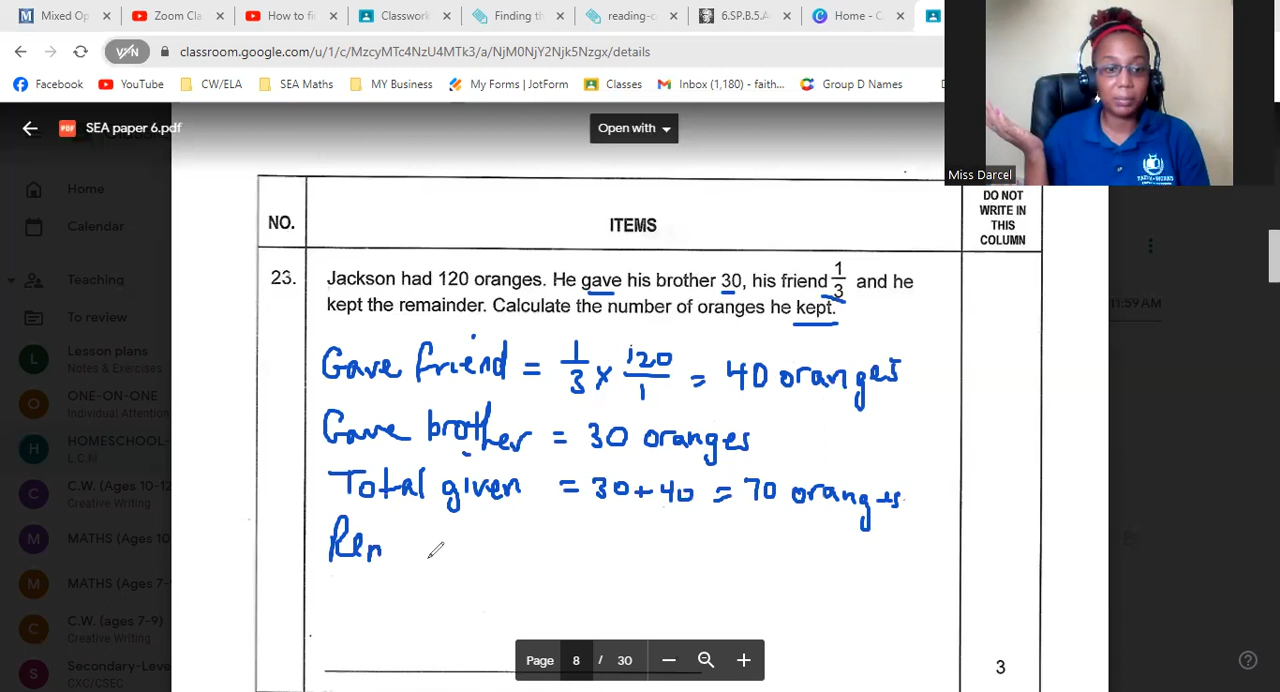 Mixed Op
Zoom Cla
How to fi
Classwork
Finding th
reading-c
6.SP.B.5.A
Home - C
classroom.google.com/u/1/c/MzcyMTc4NzU4MTk3/a/NjM0NjY2Njk5Nzgx/details
Facebook
YouTube
CW/ELA
SEA Maths
My Business
My Forms | JotForm
Classes
Inbox (1,180) - faith...
Group D Names
PDF
SEA paper 6.pdf
Open with
Miss Darcel
Home
Calendar
Teaching
To review
Lesson plans
Notes & Exercises
ONE-ON-ONE
Individual Attention
HOMESCHOOL-
L.C.M
C.W. (Ages 10-12
Creative Writing
MATHS (Ages 10
MATHS (Ages 7-9
C.W. (ages 7-9)
Creative Writing
Secondary-Level
CXC/CSEC
:59AM
NO.
ITEMS
DO NOT
WRITE IN
THIS
COLUMN
23.
Jackson had 120 oranges. He gave his brother 30, his friend 1/3 and he
kept the remainder. Calculate the number of oranges he kept.
Gave friend = 1/3 x 120/1 = 40 oranges
Gave brother = 30 oranges
Total given = 30 + 40 = 70 oranges
Rem
3
Page 8 / 30